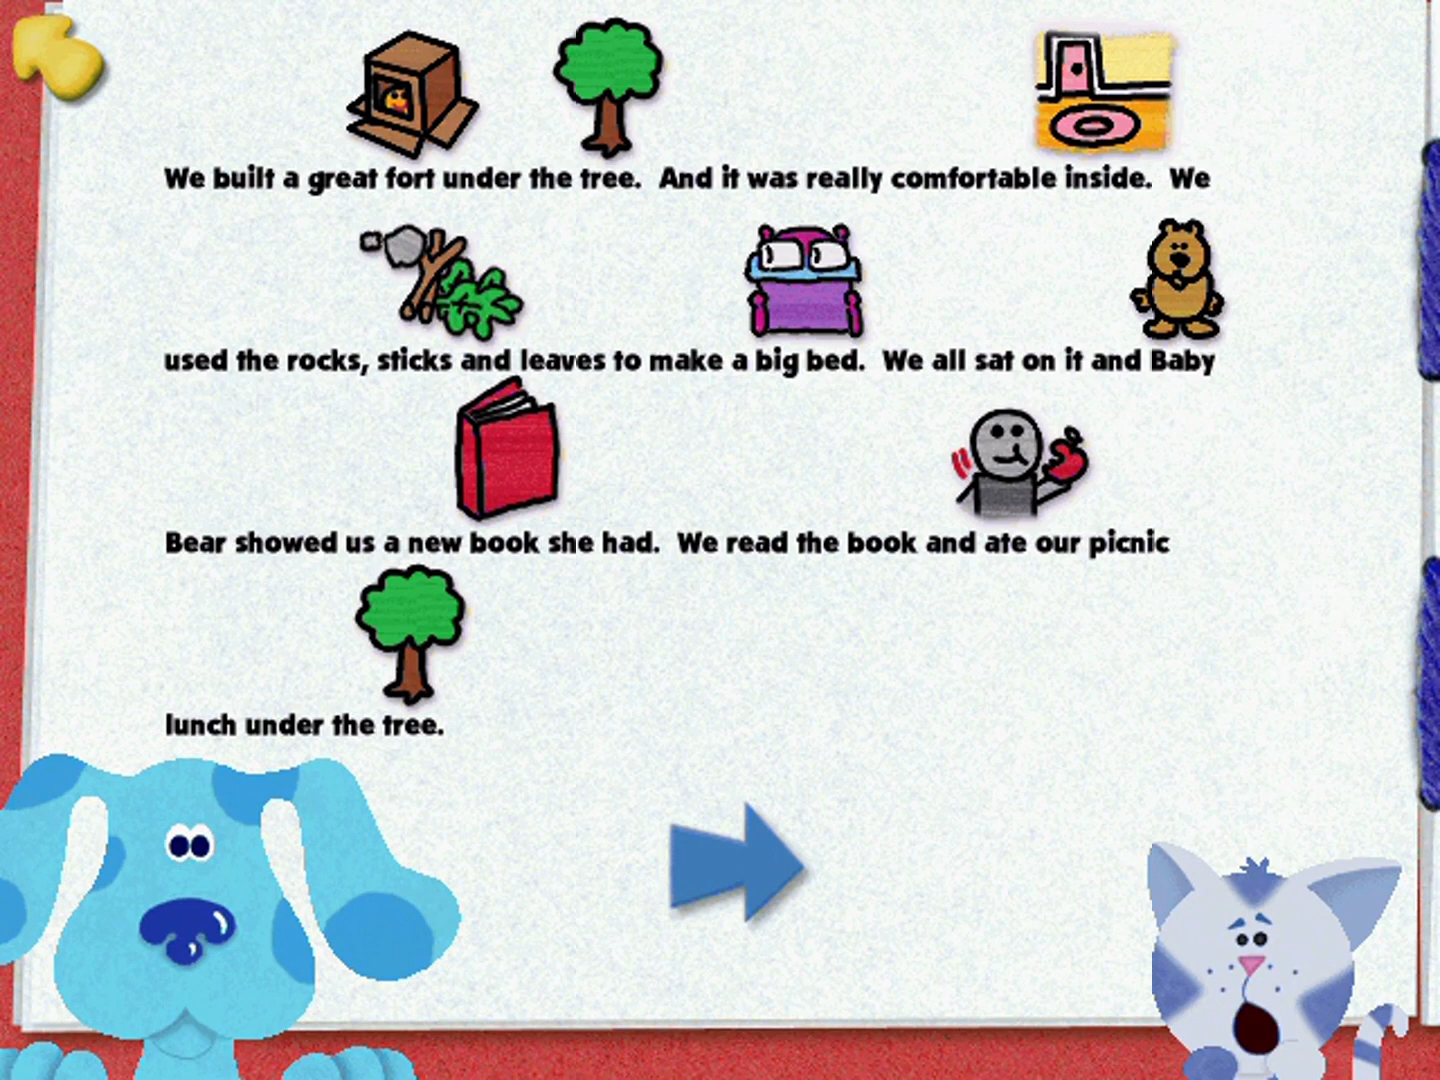 We built a great fort under the tree. And it was really comfortable inside. We
used the rocks, sticks and leaves to make a big bed. We all sat on it and Baby
Bear showed us a new book she had. We read the book and ate our picnic
lunch under the tree.